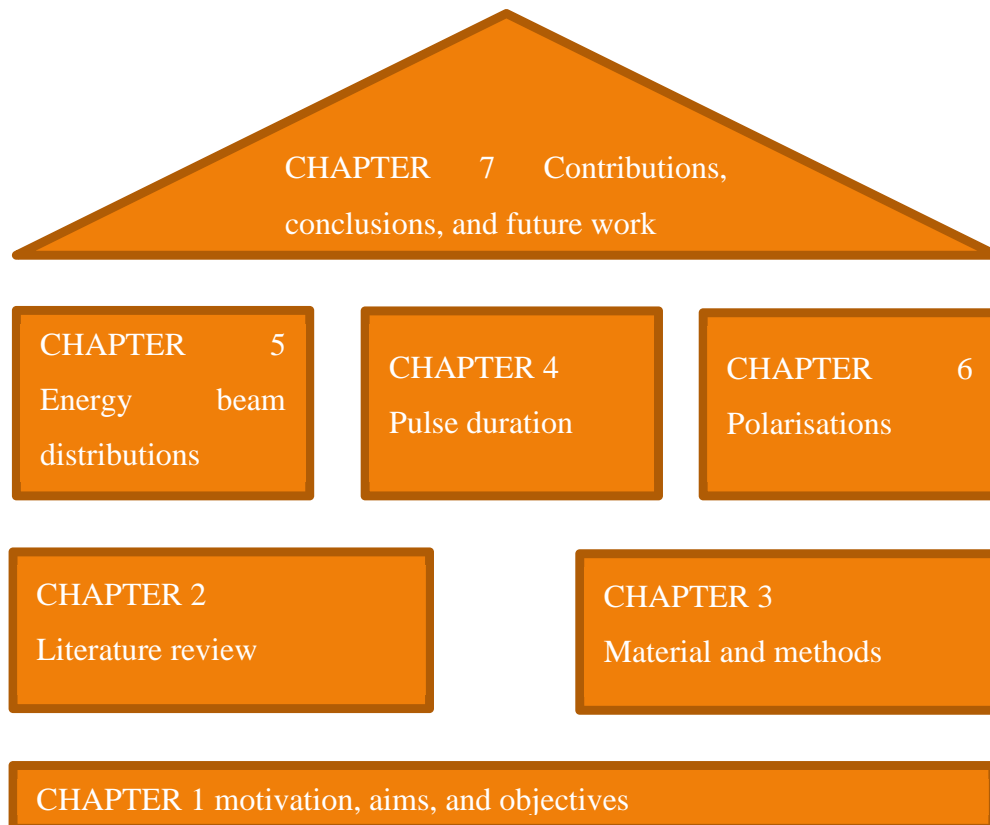 CHAPTER 7 Contributions,
conclusions, and future work
CHAPTER 5
Energy beam
distributions
CHAPTER 4
Pulse duration
CHAPTER 6
Polarisations
CHAPTER 2
Literature review
CHAPTER 3
Material and methods
CHAPTER 1 motivation, aims, and objectives